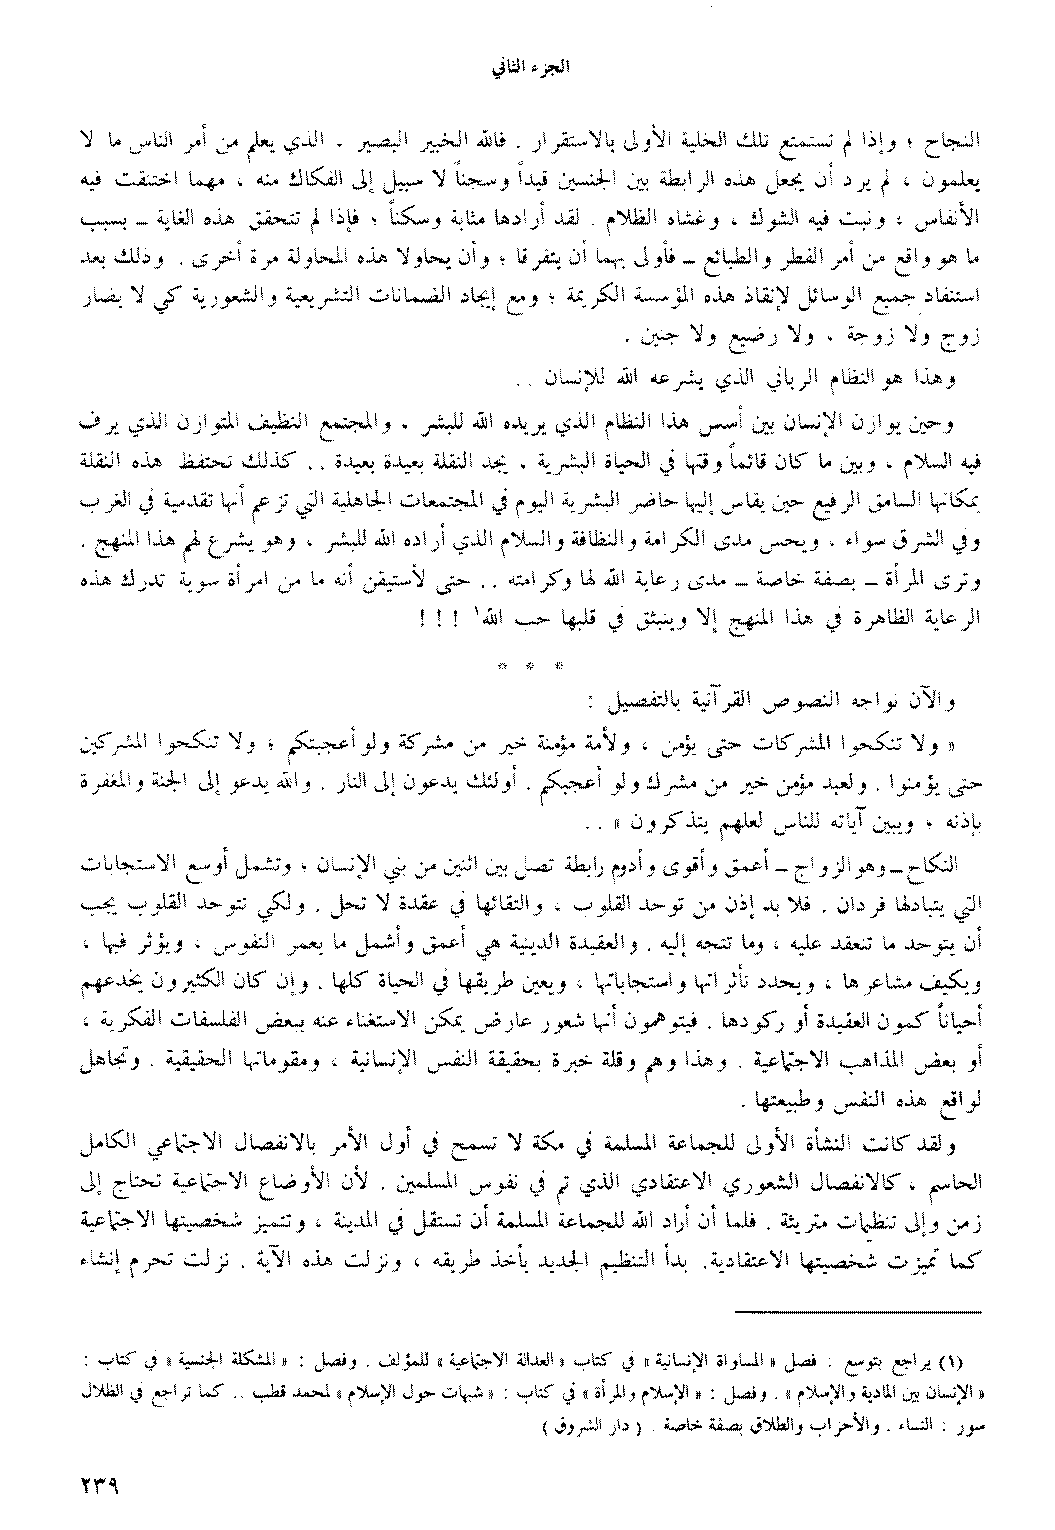 الجزء الثاني
النجاح ؛ وإذا لم تستمتع تلك الخلية الأولى بالاستقرار . فالله الخبير البصير ، الذي يعلم من أمر الناس ما لا
يعلمون ، لم يرد أن يجعل هذه الرابطة بين الجنسين قيداً وسجناً لا سبيل إلى الفكاك منه ، مهما اختنقت فيه
الأنفاس ، ونبت فيه الشوك ، وغشاه الظلام . لقد أرادها مثابة وسكناً ؛ فإذا لم تتحقق هذه الغاية – بسبب
ما هو واقع من أمر الفطر والطبائع – فأولى بهما أن يتفرقا ؛ وأن يحاولا هذه المحاولة مرة أخرى . وذلك بعد
استنفاد جميع الوسائل لإنقاذ هذه المؤسسة الكريمة ؛ ومع إيجاد الضمانات التشريعية والشعورية كي لا يضار
زوج ولا زوجة ، ولا رضيع ولا جنين .
وهذا هو النظام الرباني الذي يشرعه الله للإنسان . .
وحين يوازن الإنسان بين أسس هذا النظام الذي يريده الله للبشر ، والمجتمع النظيف المتوازن الذي يرف
فيه السلام ، وبين ما كان قائماً وقتها في الحياة البشرية ، يجد النقلة بعيدة بعيدة . . كذلك تحتفظ هذه النقلة
بمكانها السامق الرفيع حين يقاس إليها حاضر البشرية اليوم في المجتمعات الجاهلية التي تزعم أنها تقدمية في الغرب
وفي الشرق سواء ، ويحس مدى الكرامة والنظافة والسلام الذي أراده الله للبشر ، وهو يشرع لهم هذا المنهج .
وترى المرأة – بصفة خاصة – مدى رعاية الله لها وكرامته . . حتى لأستيقن أنه ما من امرأة سوية تدرك هذه
الرعاية الظاهرة في هذا المنهج إلا وينبثق في قلبها حب الله١ ! ! !
* * *
والآن نواجه النصوص القرآنية بالتفصيل :
« ولا تنكحوا المشركات حتى يؤمن ، ولأمة مؤمنة خير من مشركة ولو أعجبتكم ؛ ولا تنكحوا المشركين
حتى يؤمنوا . ولعبد مؤمن خير من مشرك ولو أعجبكم . أولئك يدعون إلى النار . والله يدعو إلى الجنة والمغفرة
بإذنه ، ويبين آياته للناس لعلهم يتذكرون » . .
النكاح – وهو الزواج – أعمق وأقوى وأدوم رابطة تصل بين اثنين من بني الإنسان ؛ وتشمل أوسع الاستجابات
التي يتبادلها فردان . فلا بد إذن من توحد القلوب ، والتقائها في عقدة لا تحل . ولكي تتوحد القلوب يجب
أن يتوحد ما تنعقد عليه ، وما تتجه إليه . والعقيدة الدينية هي أعمق وأشمل ما يعمر النفوس ، ويؤثر فيها ،
ويكيف مشاعرها ، ويحدد تأثراتها واستجاباتها ، ويعين طريقها في الحياة كلها . وإن كان الكثيرون يخدعهم
أحياناً كمون العقيدة أو ركودها . فيتوهمون أنها شعور عارض يمكن الاستغناء عنه ببعض الفلسفات الفكرية ،
أو بعض المذاهب الاجتماعية . وهذا وهم وقلة خبرة بحقيقة النفس الإنسانية ، ومقوماتها الحقيقية . وتجاهل
لواقع هذه النفس وطبيعتها .
ولقد كانت النشأة الأولى للجماعة المسلمة في مكة لا تسمح في أول الأمر بالانفصال الاجتماعي الكامل
الحاسم ، كالانفصال الشعوري الاعتقادي الذي تم في نفوس المسلمين . لأن الأوضاع الاجتماعية تحتاج إلى
زمن وإلى تنظيمات متريثة . فلما أن أراد الله للجماعة المسلمة أن تستقل في المدينة ، وتتميز شخصيتها الاجتماعية
كما تميزت شخصيتها الاعتقادية. بدأ التنظيم الجديد يأخذ طريقه ، ونزلت هذه الآية . نزلت تحرم إنشاء
(١) يراجع بتوسع : فصل « المساواة الإنسانية » في كتاب « العدالة الاجتماعية » للمؤلف . وفصل : « المشكلة الجنسية » في كتاب :
« الإنسان بين المادية والإسلام » . وفصل : « الإسلام والمرأة » في كتاب : « شبهات حول الإسلام » لمحمد قطب . . كما تراجع في الظلال
سور : النساء . والأحزاب والطلاق بصفة خاصة . ( دار الشروق )
٢٣٩